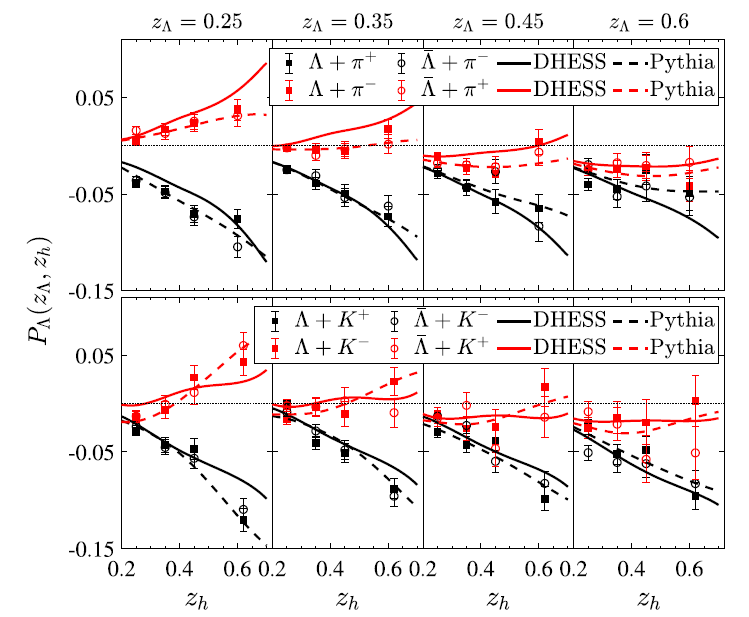 z_Λ = 0.25 z_Λ = 0.35 z_Λ = 0.45 z_Λ = 0.6
Λ + π⁺ Λ̄ + π⁻ DHESS Pythia
Λ + π⁻ Λ̄ + π⁺ DHESS Pythia
0.05
-0.05
-0.15
P_Λ(z_Λ, z_h)
Λ + K⁺ Λ̄ + K⁻ DHESS Pythia
Λ + K⁻ Λ̄ + K⁺ DHESS Pythia
0.05
-0.05
-0.15
0.2 0.4 0.6 0.2 0.4 0.6 0.2 0.4 0.6 0.2 0.4 0.6
z_h z_h z_h z_h